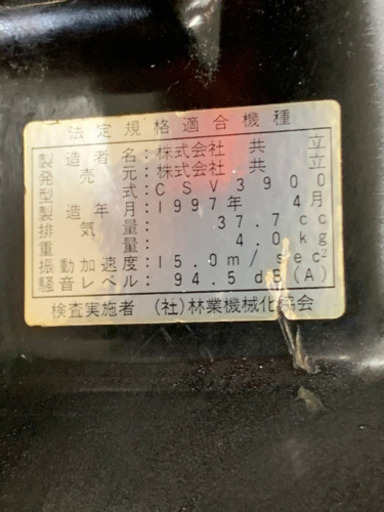 法定規格適合機種
製造者名：株式会社 共立
発売元：株式会社 共立
型式：CSV3900
製造年月：1997年 4月
排気量：37.7cc
重量：4.0kg
振動加速度：15.0m/sec²
騒音レベル：94.5dB(A)
検査実施者 (社)林業機械化協会